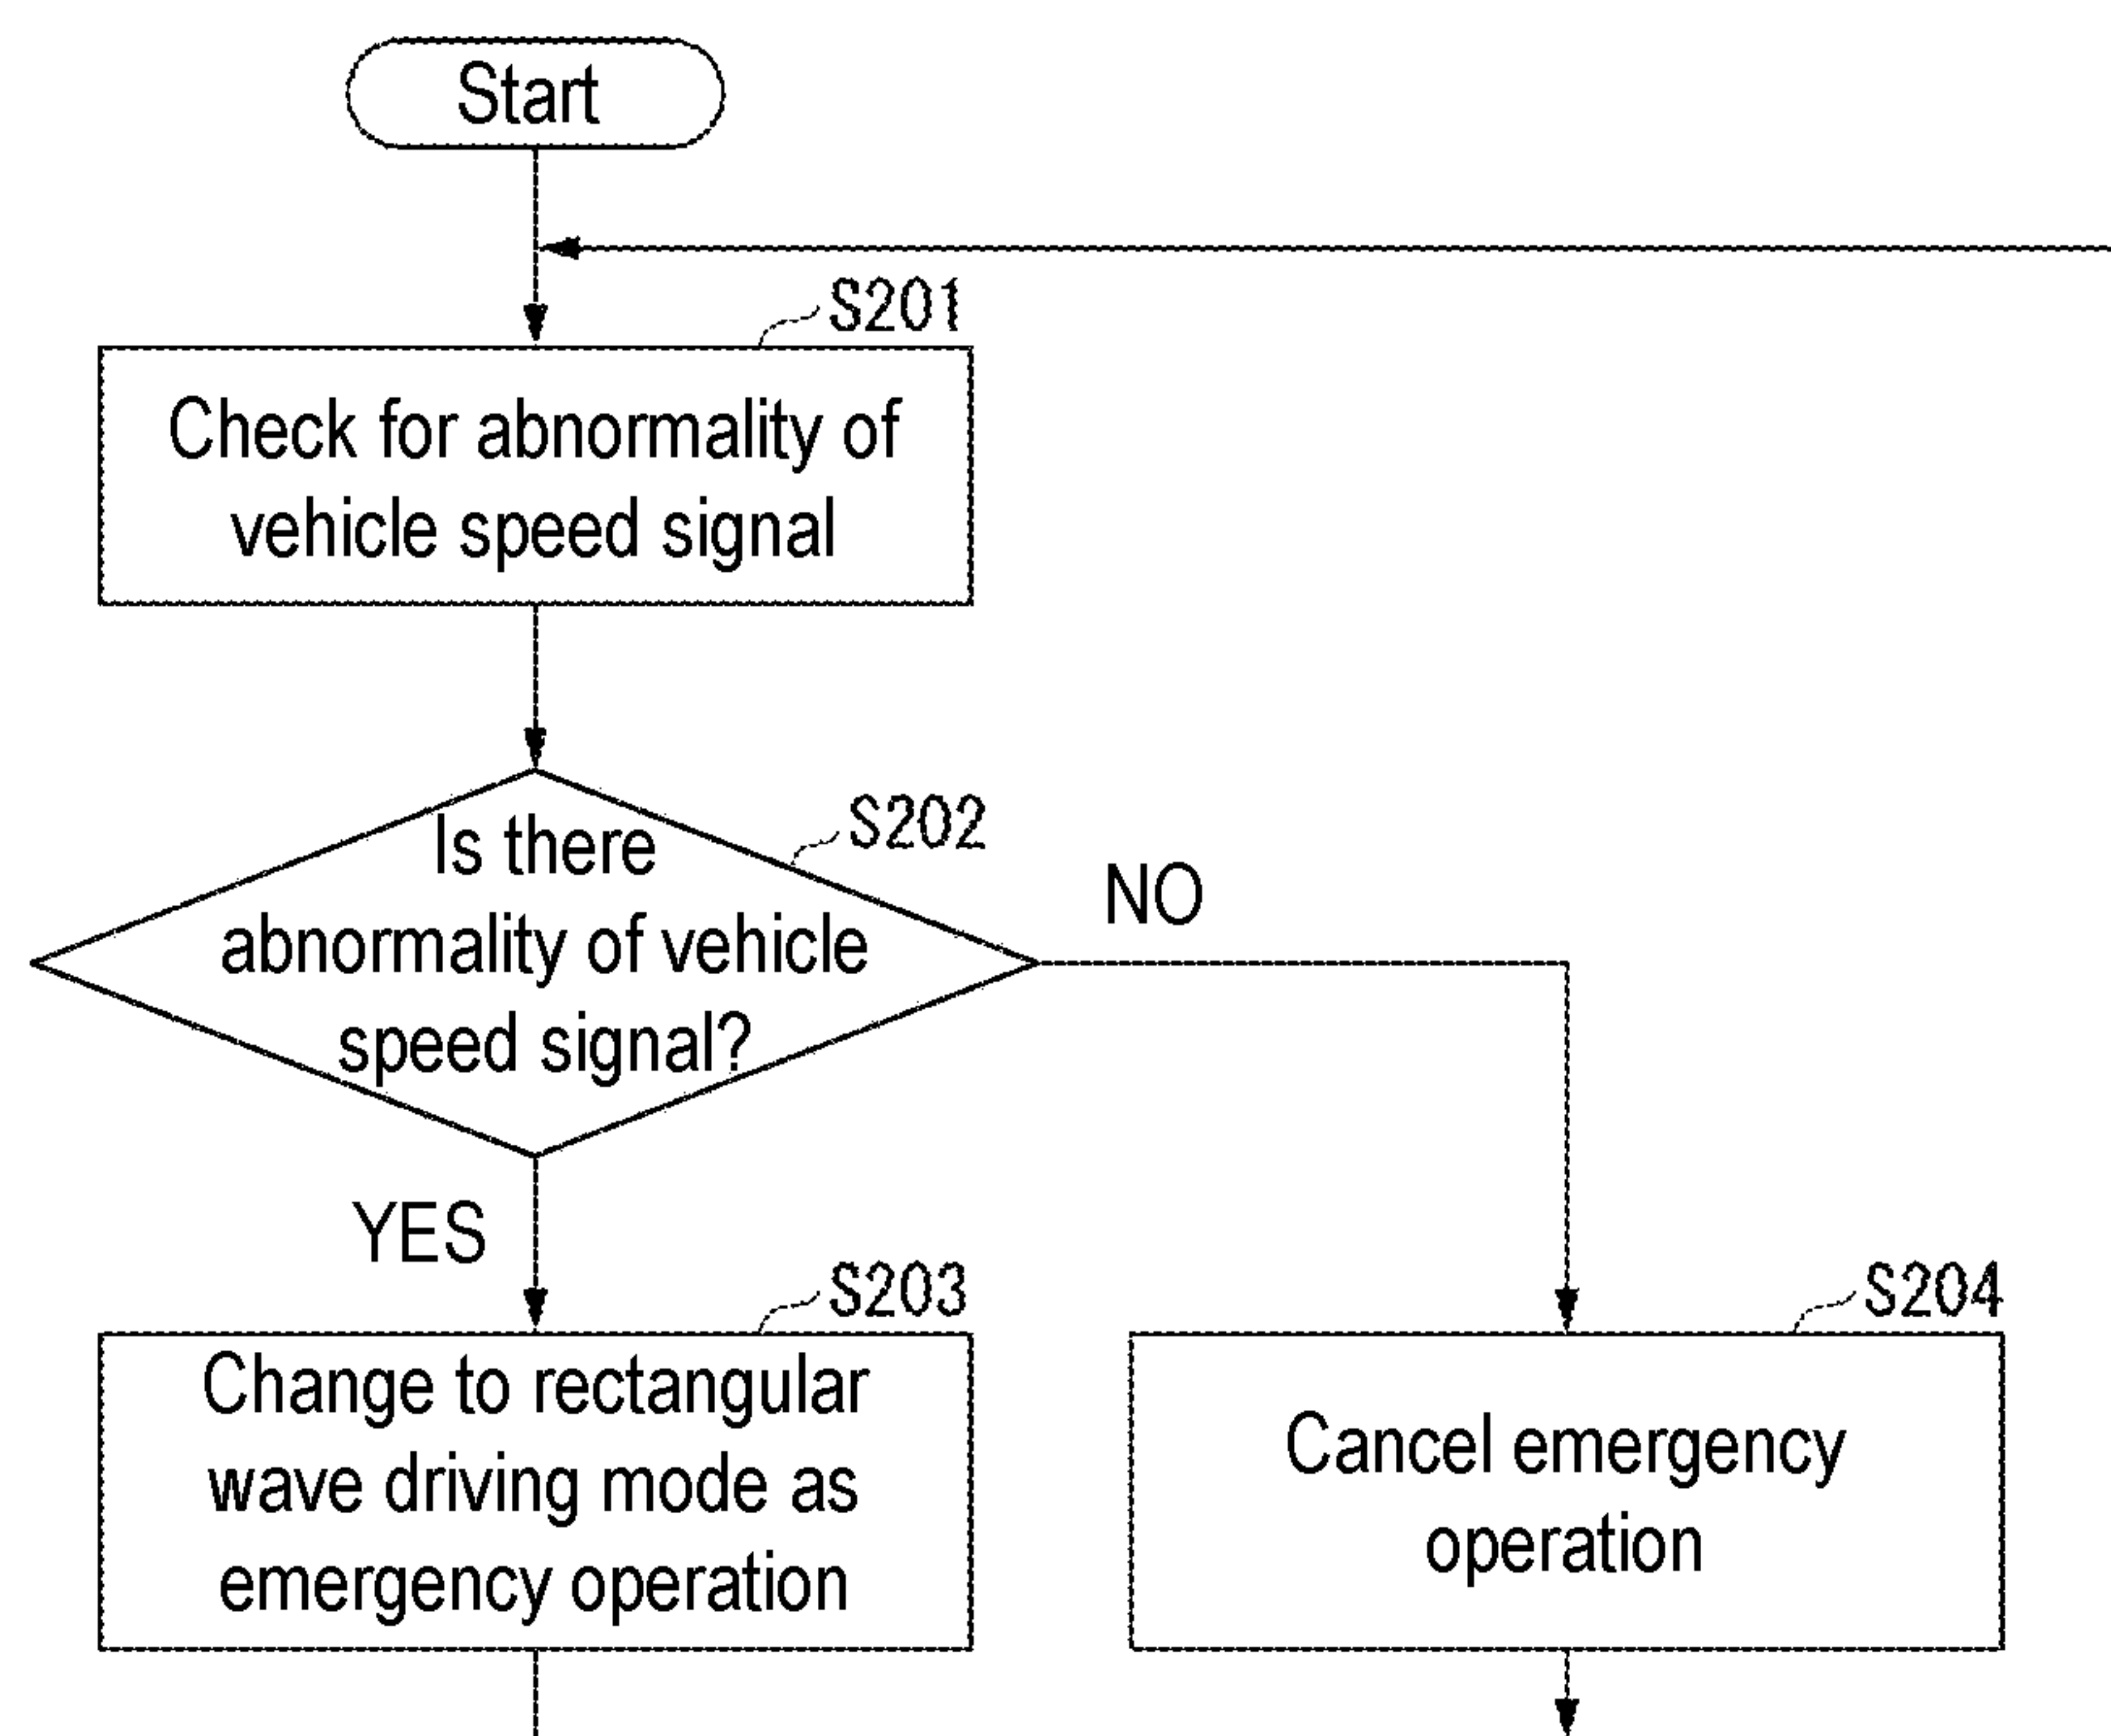 Start
S201
Check for abnormality of
vehicle speed signal
S202
Is there
abnormality of vehicle
speed signal?
NO
YES
S203
Change to rectangular
wave driving mode as
emergency operation
S204
Cancel emergency
operation